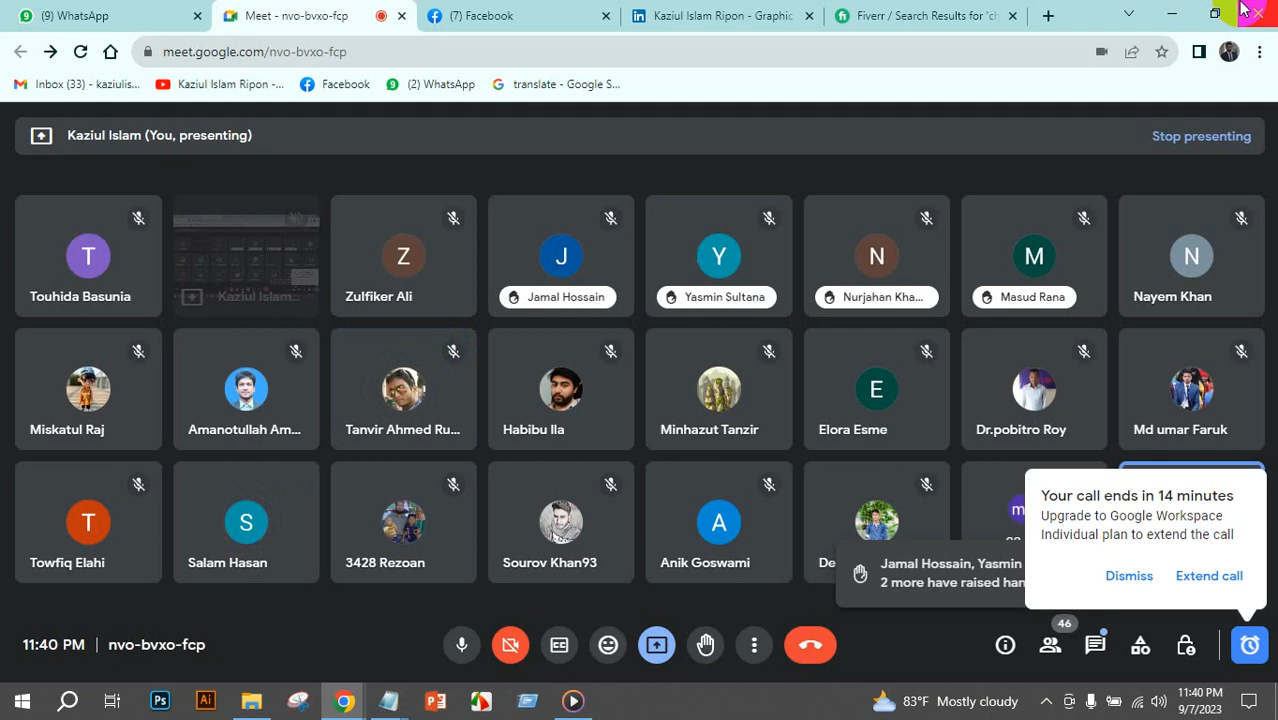 (9) WhatsApp
Meet - nvo-bvxo-fcp
(7) Facebook
Kaziul Islam Ripon - Graphic
Fiverr / Search Results for 'ch
meet.google.com/nvo-bvxo-fcp
Inbox (33) - kaziulis...
Kaziul Islam Ripon -...
Facebook
(2) WhatsApp
translate - Google S...
Kaziul Islam (You, presenting)
Stop presenting
T
Touhida Basunia
Kaziul Islam...
Z
Zulfiker Ali
J
Jamal Hossain
Y
Yasmin Sultana
N
Nurjahan Kha...
M
Masud Rana
N
Nayem Khan
Miskatul Raj
Amanotullah Am...
Tanvir Ahmed Ru...
Habibu lla
Minhazut Tanzir
E
Elora Esme
Dr.pobitro Roy
Md umar Faruk
T
Towfiq Elahi
S
Salam Hasan
3428 Rezoan
Sourov Khan93
A
Anik Goswami
De
m
Jamal Hossain, Yasmin
2 more have raised han
Your call ends in 14 minutes
Upgrade to Google Workspace
Individual plan to extend the call
Dismiss
Extend call
11:40 PM
nvo-bvxo-fcp
46
Ps
Ai
83°F Mostly cloudy
11:40 PM
9/7/2023